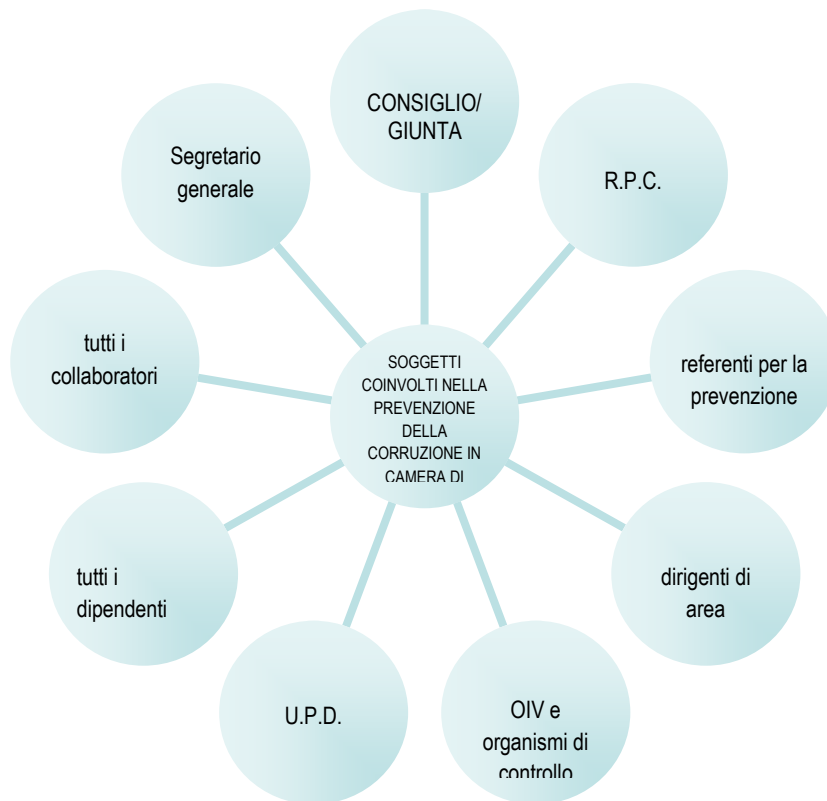 CONSIGLIO/
GIUNTA
Segretario
generale
R.P.C.
tutti i
collaboratori
SOGGETTI
COINVOLTI NELLA
PREVENZIONE
DELLA
CORRUZIONE IN
CAMERA DI
referenti per la
prevenzione
tutti i
dipendenti
dirigenti di
area
U.P.D.
OIV e
organismi di
controllo